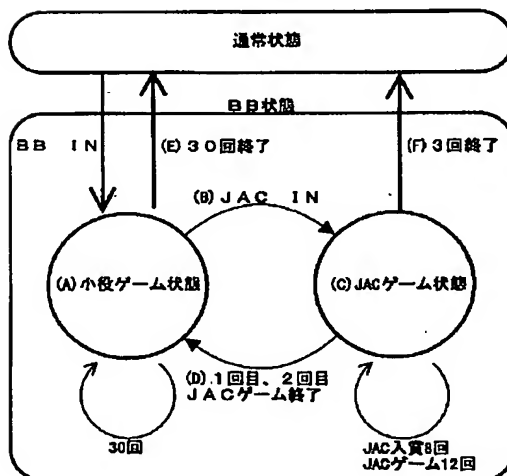 通常状態
BB状態
BB IN
(E)30回終了
(F)3回終了
(B)JAC IN
(A)小役ゲーム状態
(C)JACゲーム状態
(D).1回目、2回目
JACゲーム終了
30回
JAC入賞8回
JACゲーム12回